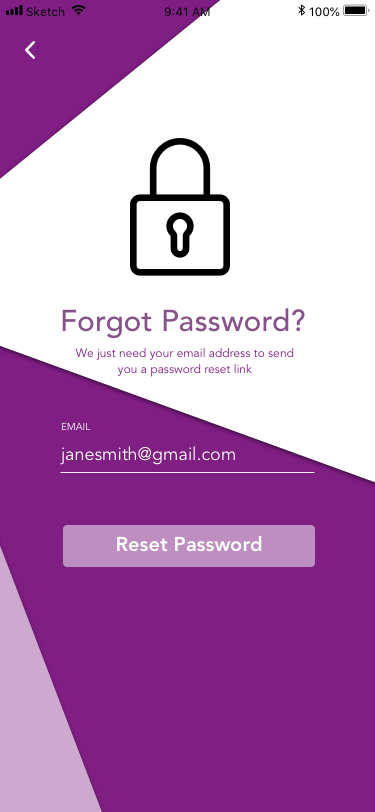 Sketch 9:41 AM 100%
Forgot Password?
We just need your email address to send
you a password reset link
EMAIL
janesmith@gmail.com
Reset Password